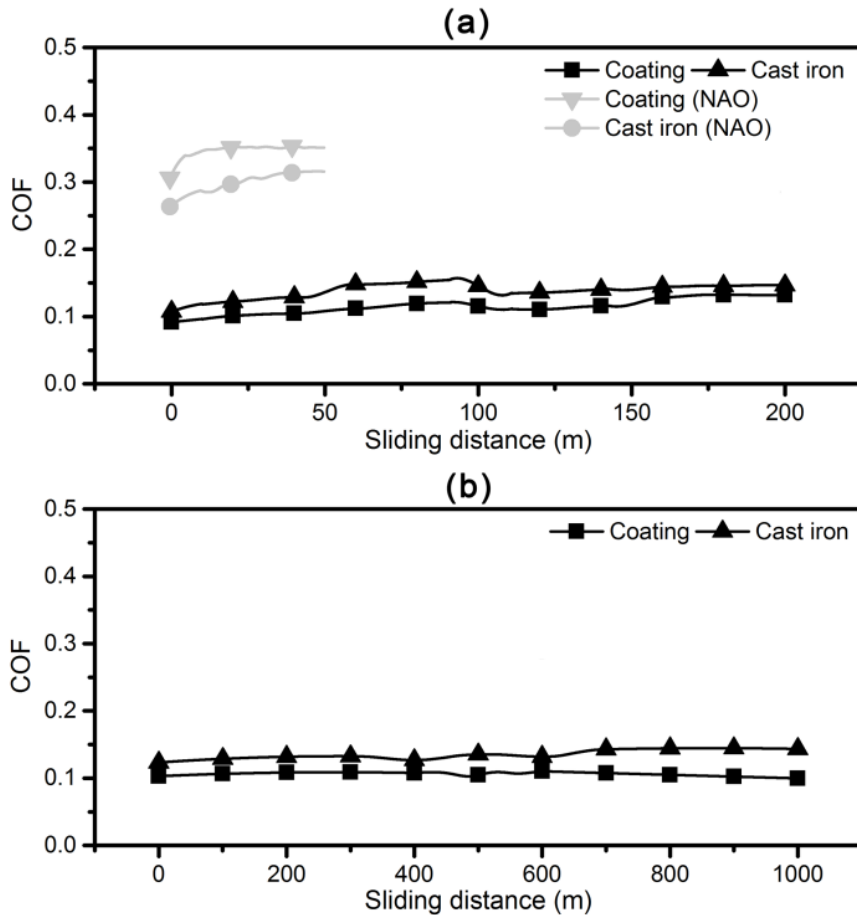 (a)
0.5
0.4
0.3
0.2
0.1
0.0
COF
Coating Cast iron
Coating (NAO)
Cast iron (NAO)
0 50 100 150 200
Sliding distance (m)
(b)
0.5
0.4
0.3
0.2
0.1
0.0
COF
Coating Cast iron
0 200 400 600 800 1000
Sliding distance (m)